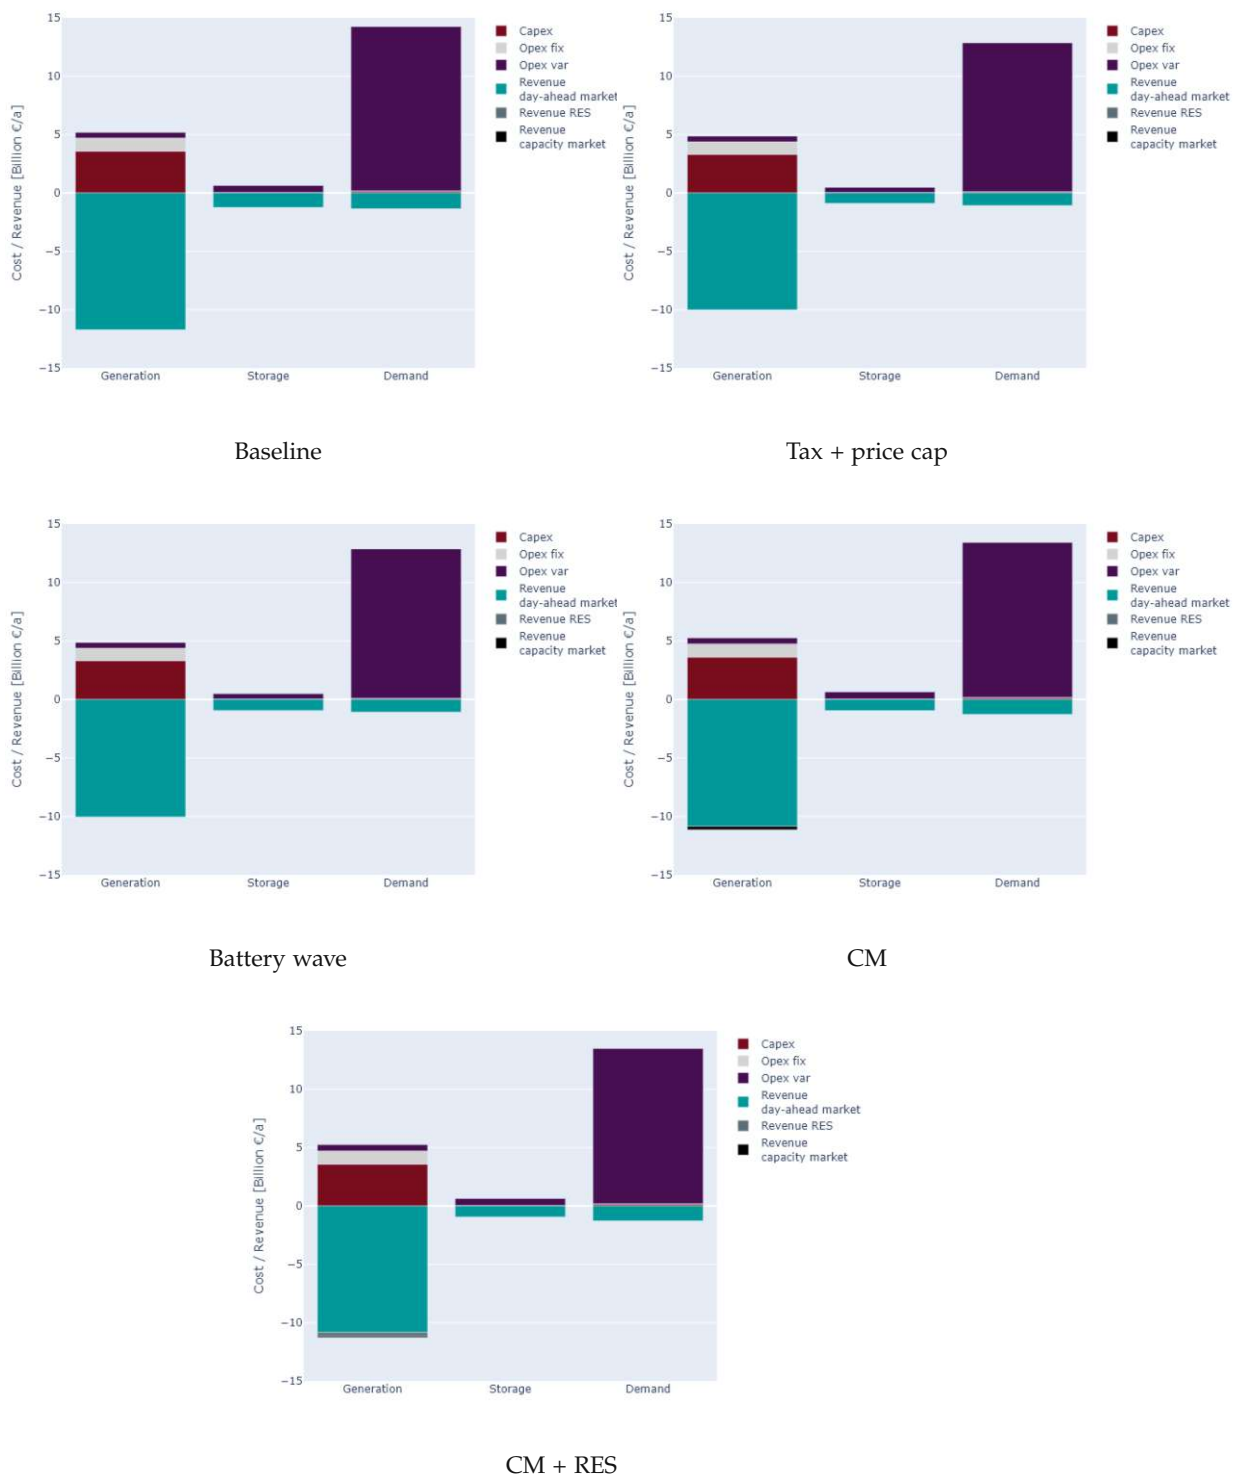 15
10
5
0
−5
−10
−15
Cost / Revenue [Billion €/a]
Generation
Storage
Demand
Capex
Opex fix
Opex var
Revenue
day-ahead market
Revenue RES
Revenue
capacity market
Baseline
15
10
5
0
−5
−10
−15
Cost / Revenue [Billion €/a]
Generation
Storage
Demand
Capex
Opex fix
Opex var
Revenue
day-ahead market
Revenue RES
Revenue
capacity market
Tax + price cap
15
10
5
0
−5
−10
−15
Cost / Revenue [Billion €/a]
Generation
Storage
Demand
Capex
Opex fix
Opex var
Revenue
day-ahead market
Revenue RES
Revenue
capacity market
Battery wave
15
10
5
0
−5
−10
−15
Cost / Revenue [Billion €/a]
Generation
Storage
Demand
Capex
Opex fix
Opex var
Revenue
day-ahead market
Revenue RES
Revenue
capacity market
CM
15
10
5
0
−5
−10
−15
Cost / Revenue [Billion €/a]
Generation
Storage
Demand
Capex
Opex fix
Opex var
Revenue
day-ahead market
Revenue RES
Revenue
capacity market
CM + RES